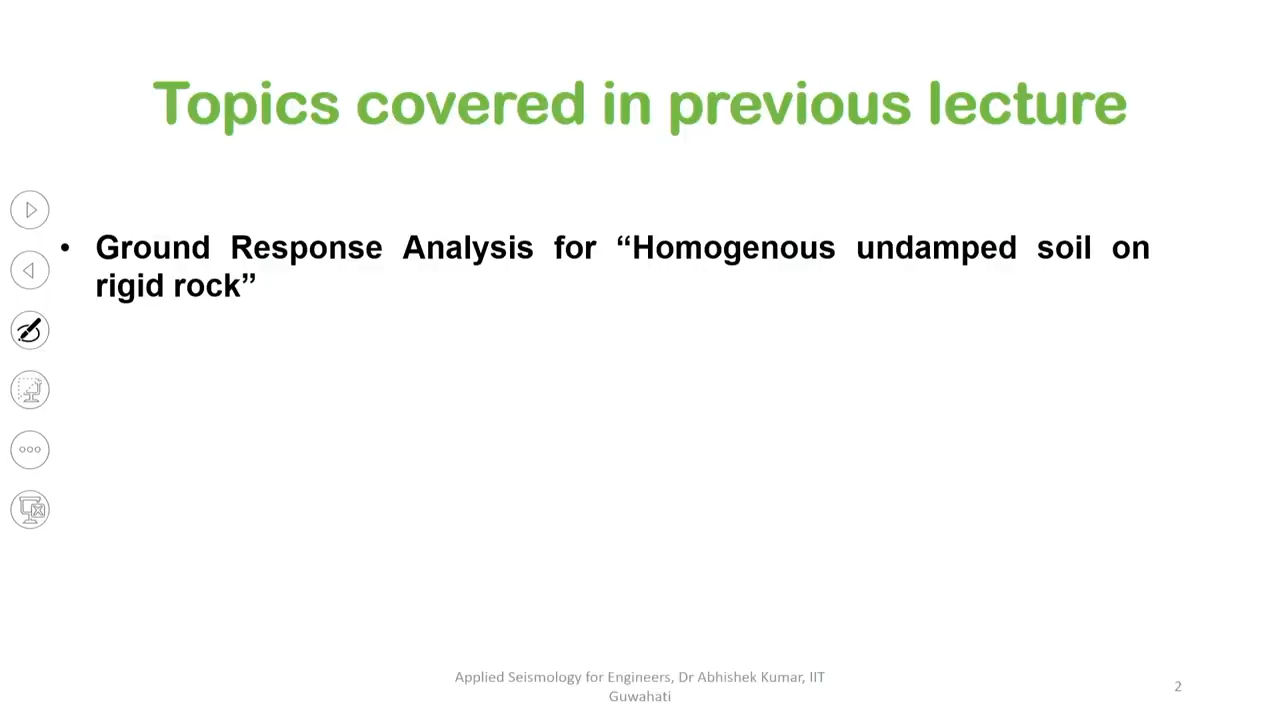 Topics covered in previous lecture
• Ground Response Analysis for “Homogenous undamped soil on
rigid rock”
Applied Seismology for Engineers, Dr Abhishek Kumar, IIT
Guwahati
2